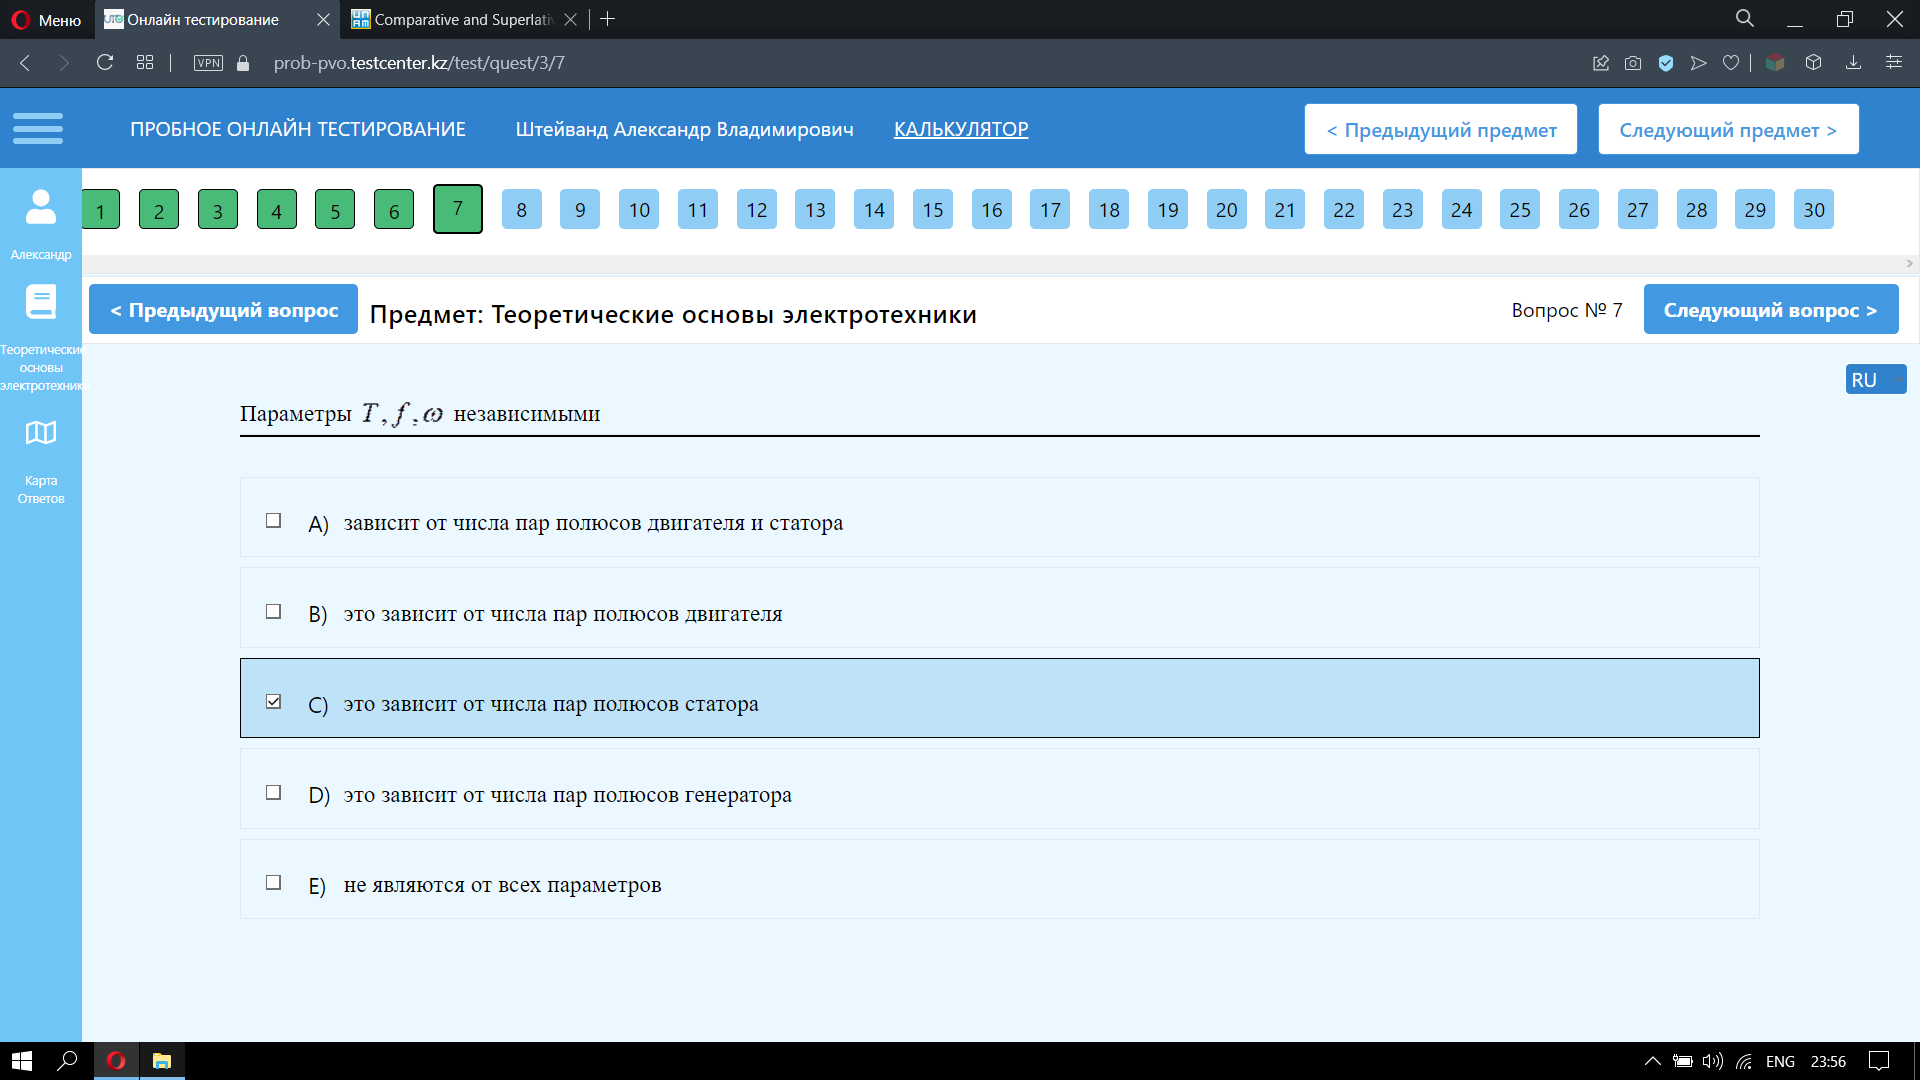 Меню
Онлайн тестирование
Comparative and Superlati
VPN
prob-pvo.testcenter.kz/test/quest/3/7
ПРОБНОЕ ОНЛАЙН ТЕСТИРОВАНИЕ
Штейванд Александр Владимирович
КАЛЬКУЛЯТОР
< Предыдущий предмет
Следующий предмет >
1 2 3 4 5 6 7 8 9 10 11 12 13 14 15 16 17 18 19 20 21 22 23 24 25 26 27 28 29 30
Александр
< Предыдущий вопрос
Предмет: Теоретические основы электротехники
Вопрос № 7
Следующий вопрос >
Теоретические
основы
электротехники
RU
Параметры T, f, ω независимыми
A) зависит от числа пар полюсов двигателя и статора
B) это зависит от числа пар полюсов двигателя
C) это зависит от числа пар полюсов статора
D) это зависит от числа пар полюсов генератора
E) не являются от всех параметров
Карта
Ответов
ENG
23:56